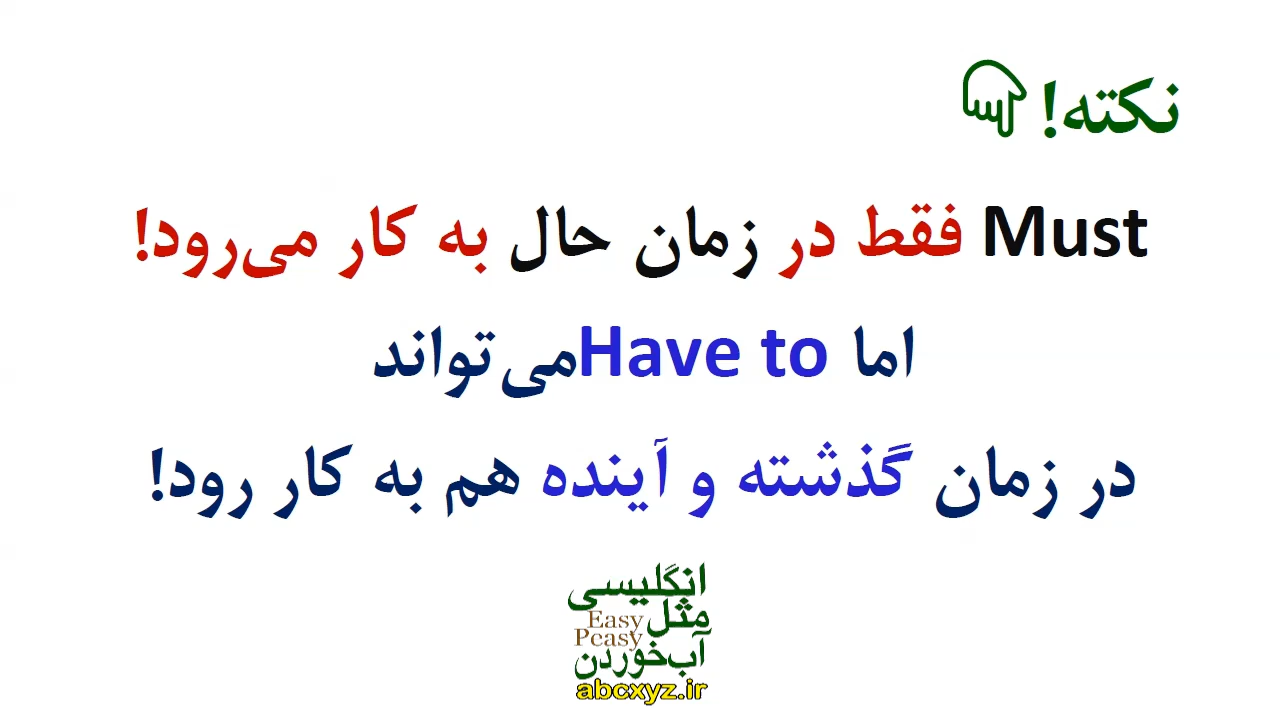 نکته!
Must فقط در زمان حال به کار می‌رود!
اما Have to می‌تواند
در زمان گذشته و آینده هم به کار رود!
انگلیسی
مثل Easy
Peasy
آب‌خوردن
abcxyz.ir